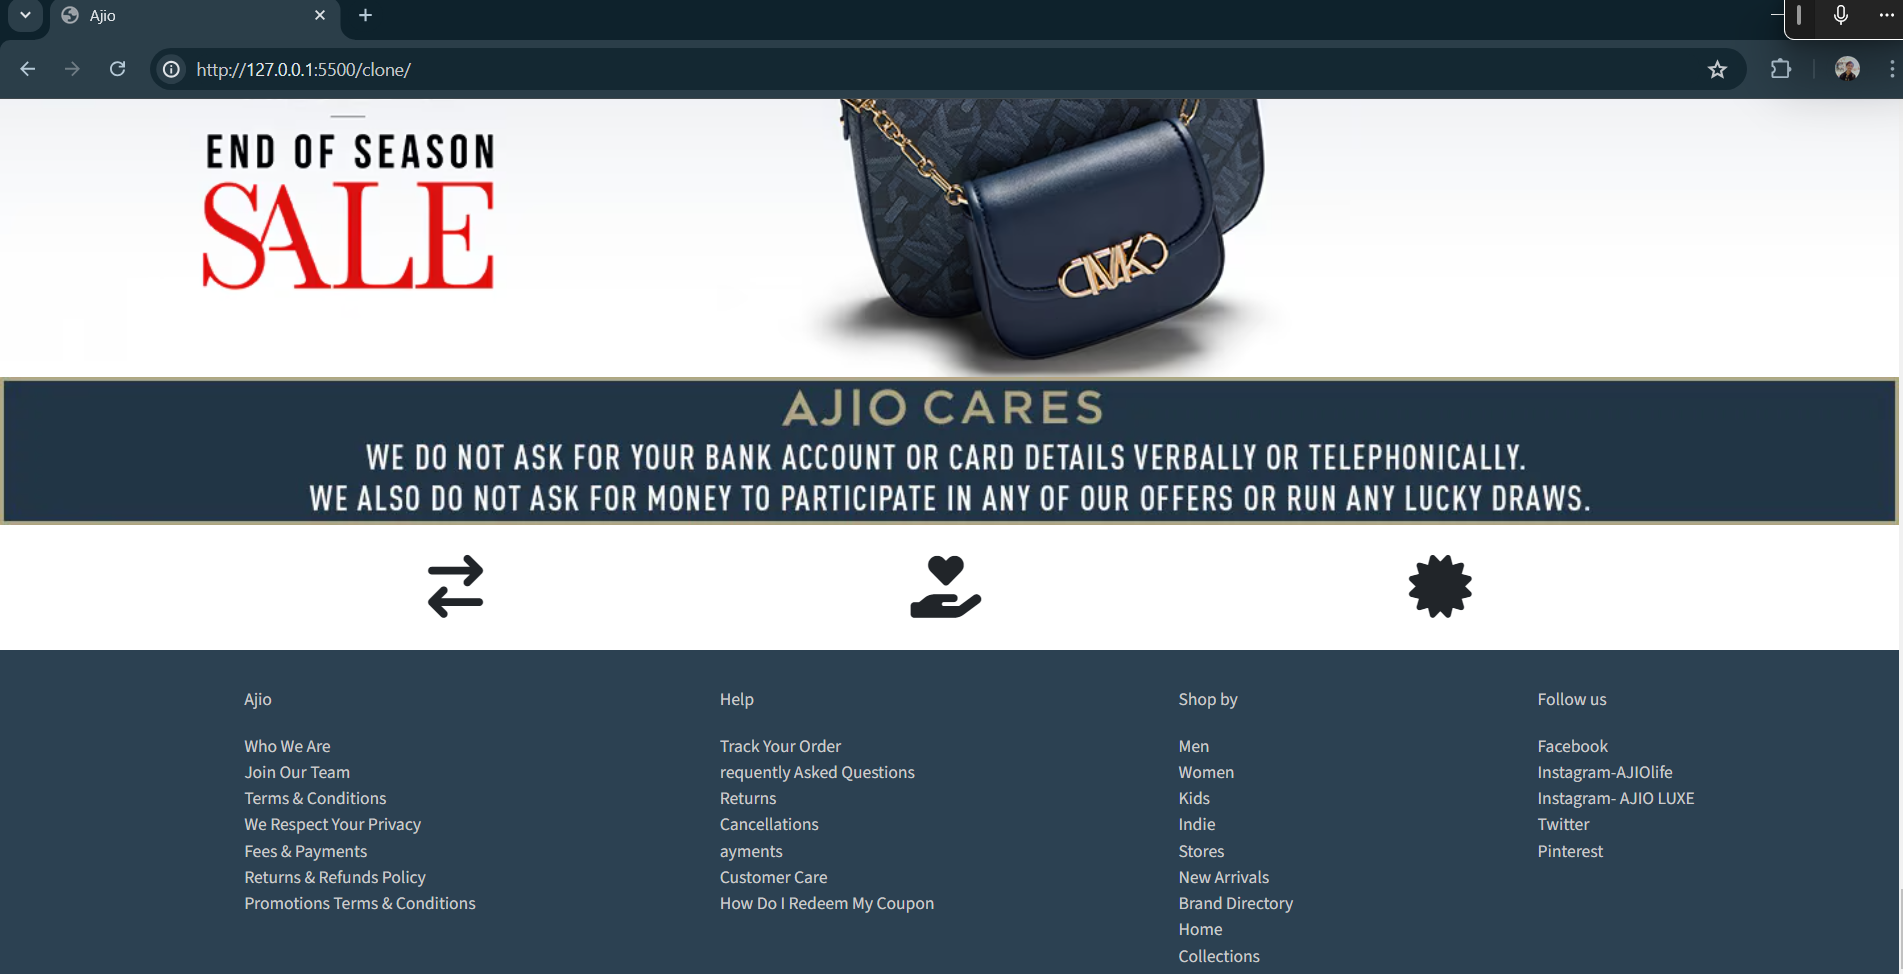 Ajio
http://127.0.0.1:5500/clone/
END OF SEASON
SALE
MK
AJIO CARES
WE DO NOT ASK FOR YOUR BANK ACCOUNT OR CARD DETAILS VERBALLY OR TELEPHONICALLY.
WE ALSO DO NOT ASK FOR MONEY TO PARTICIPATE IN ANY OF OUR OFFERS OR RUN ANY LUCKY DRAWS.
Ajio
Who We Are
Join Our Team
Terms & Conditions
We Respect Your Privacy
Fees & Payments
Returns & Refunds Policy
Promotions Terms & Conditions
Help
Track Your Order
requently Asked Questions
Returns
Cancellations
ayments
Customer Care
How Do I Redeem My Coupon
Shop by
Men
Women
Kids
Indie
Stores
New Arrivals
Brand Directory
Home
Collections
Follow us
Facebook
Instagram-AJIOlife
Instagram- AJIO LUXE
Twitter
Pinterest